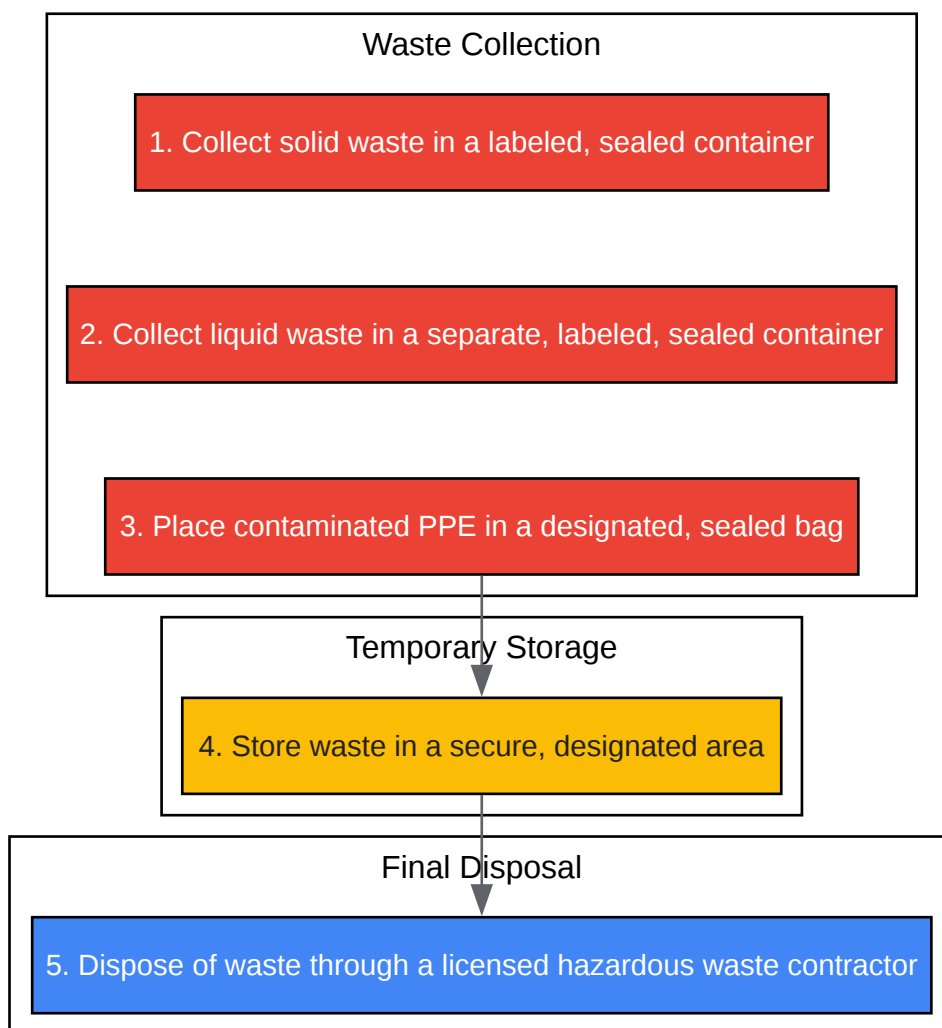 Waste Collection
1. Collect solid waste in a labeled, sealed container
2. Collect liquid waste in a separate, labeled, sealed container
3. Place contaminated PPE in a designated, sealed bag
Temporary Storage
4. Store waste in a secure, designated area
Final Disposal
5. Dispose of waste through a licensed hazardous waste contractor